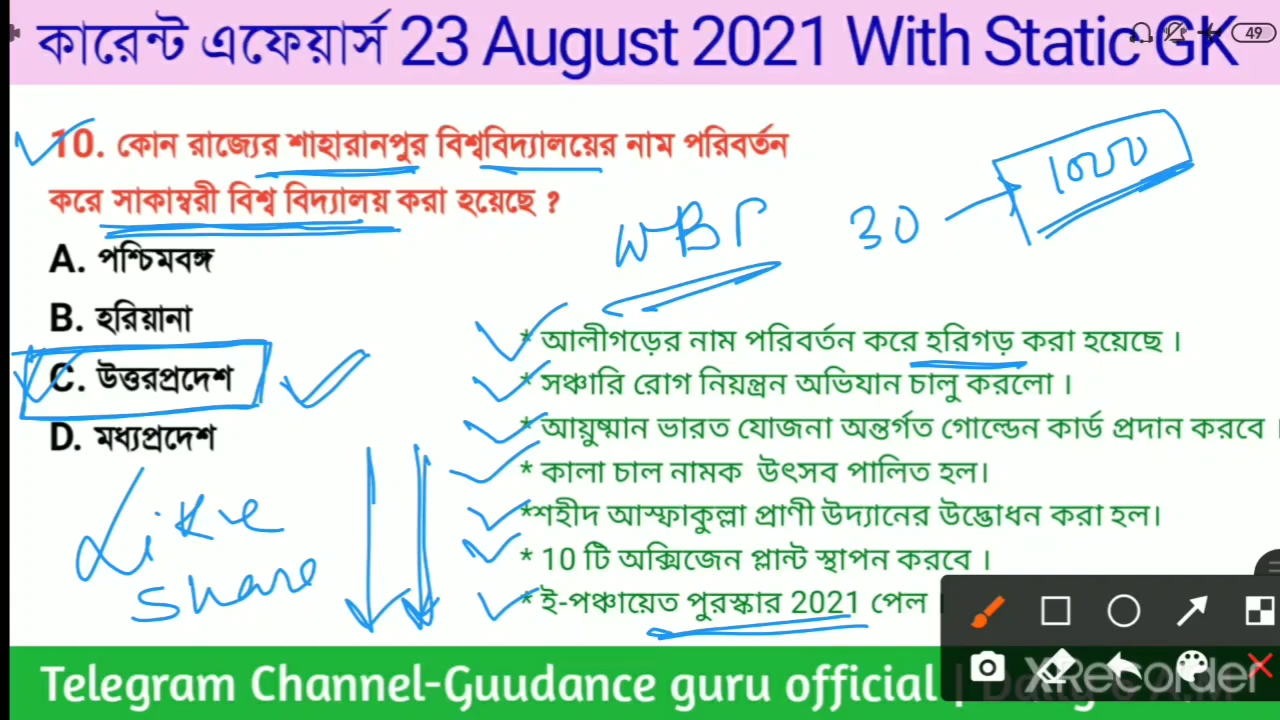 কারেন্ট এফেয়ার্স 23 August 2021 With Static GK
49
10. কোন রাজ্যের শাহারানপুর বিশ্ববিদ্যালয়ের নাম পরিবর্তন
করে সাকাম্বরী বিশ্ব বিদ্যালয় করা হয়েছে ?
A. পশ্চিমবঙ্গ
B. হরিয়ানা
C. উত্তরপ্রদেশ
D. মধ্যপ্রদেশ
WBP 30 1000
* আলীগড়ের নাম পরিবর্তন করে হরিগড় করা হয়েছে ।
* সঞ্চারি রোগ নিয়ন্ত্রন অভিযান চালু করলো ।
* আয়ুষ্মান ভারত যোজনা অন্তর্গত গোল্ডেন কার্ড প্রদান করবে ।
* কালা চাল নামক উৎসব পালিত হল।
*শহীদ আস্ফাকুল্লা প্রাণী উদ্যানের উদ্ভোধন করা হল।
* 10 টি অক্সিজেন প্লান্ট স্থাপন করবে ।
* ই-পঞ্চায়েত পুরস্কার 2021 পেল ।
Like
share
Telegram Channel-Guudance guru official |
XRecorder